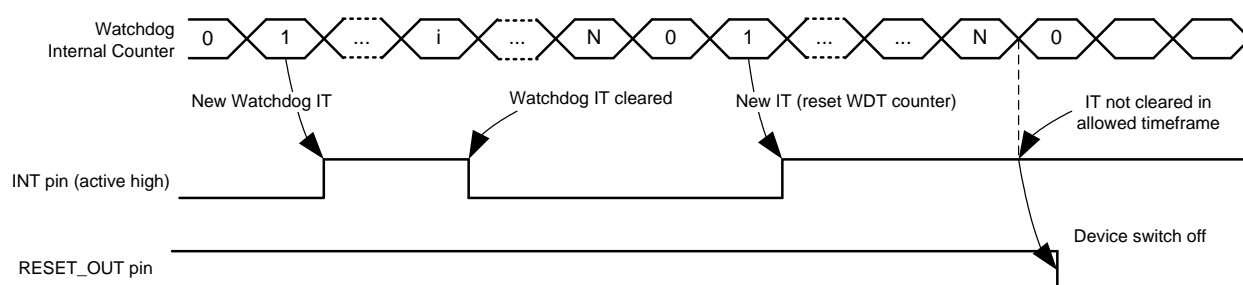 Watchdog
Internal Counter
0 1 ... i ... N 0 1 ... ... N 0
New Watchdog IT
Watchdog IT cleared
New IT (reset WDT counter)
IT not cleared in
allowed timeframe
INT pin (active high)
Device switch off
RESET_OUT pin